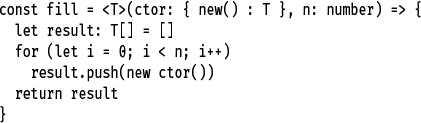 const fill = <T>(ctor: { new() : T }, n: number) => {
  let result: T[] = []
  for (let i = 0; i < n; i++)
    result.push(new ctor())
  return result
}